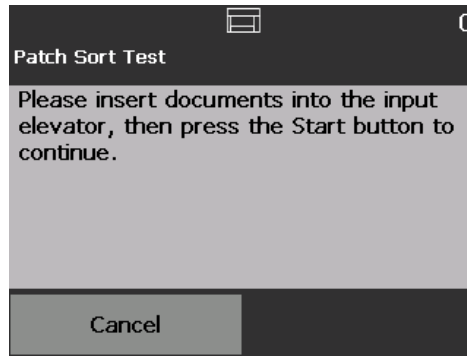 Patch Sort Test
Please insert documents into the input
elevator, then press the Start button to
continue.
Cancel